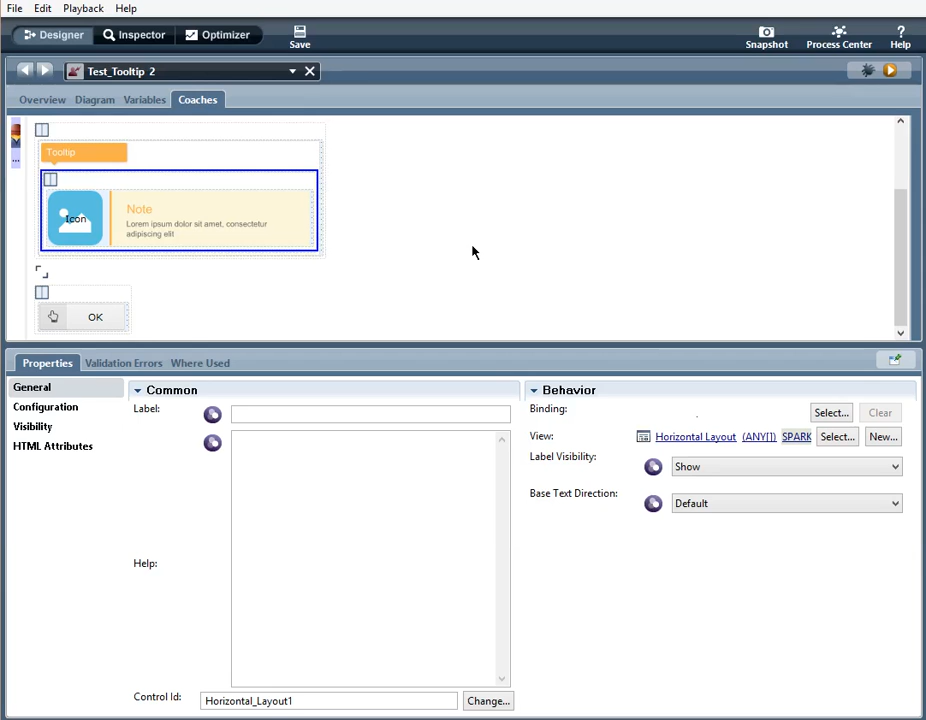 File Edit Playback Help
Designer Inspector Optimizer
Save Snapshot Process Center Help
Test_Tooltip 2
Overview Diagram Variables Coaches
...
Tooltip
Icon
Note
Lorem ipsum dolor sit amet, consectetur
adipiscing elit
OK
Properties Validation Errors Where Used
General
Configuration
Visibility
HTML Attributes
Common
Label:
Help:
Control Id: Horizontal_Layout1 Change...
Behavior
Binding: Select... Clear
View: Horizontal Layout (ANY[]) SPARK Select... New...
Label Visibility: Show
Base Text Direction: Default